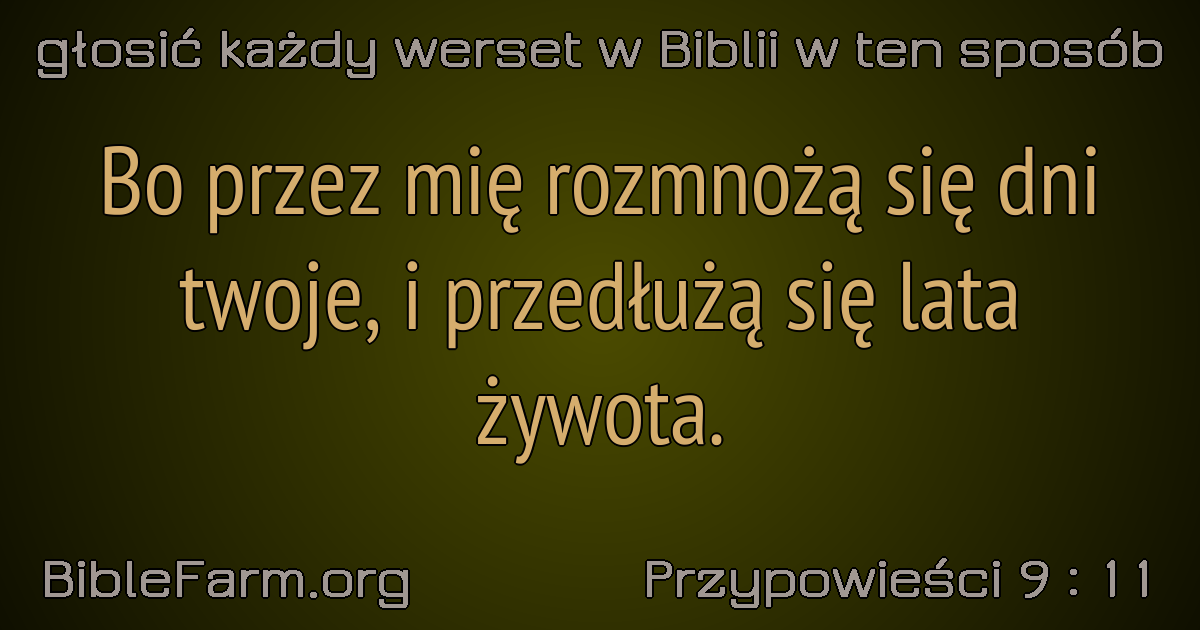 głosić każdy werset w Biblii w ten sposób
Bo przez mię rozmnożą się dni
twoje, i przedłużą się lata
żywota.
BibleFarm.org
Przypowieści 9 : 11